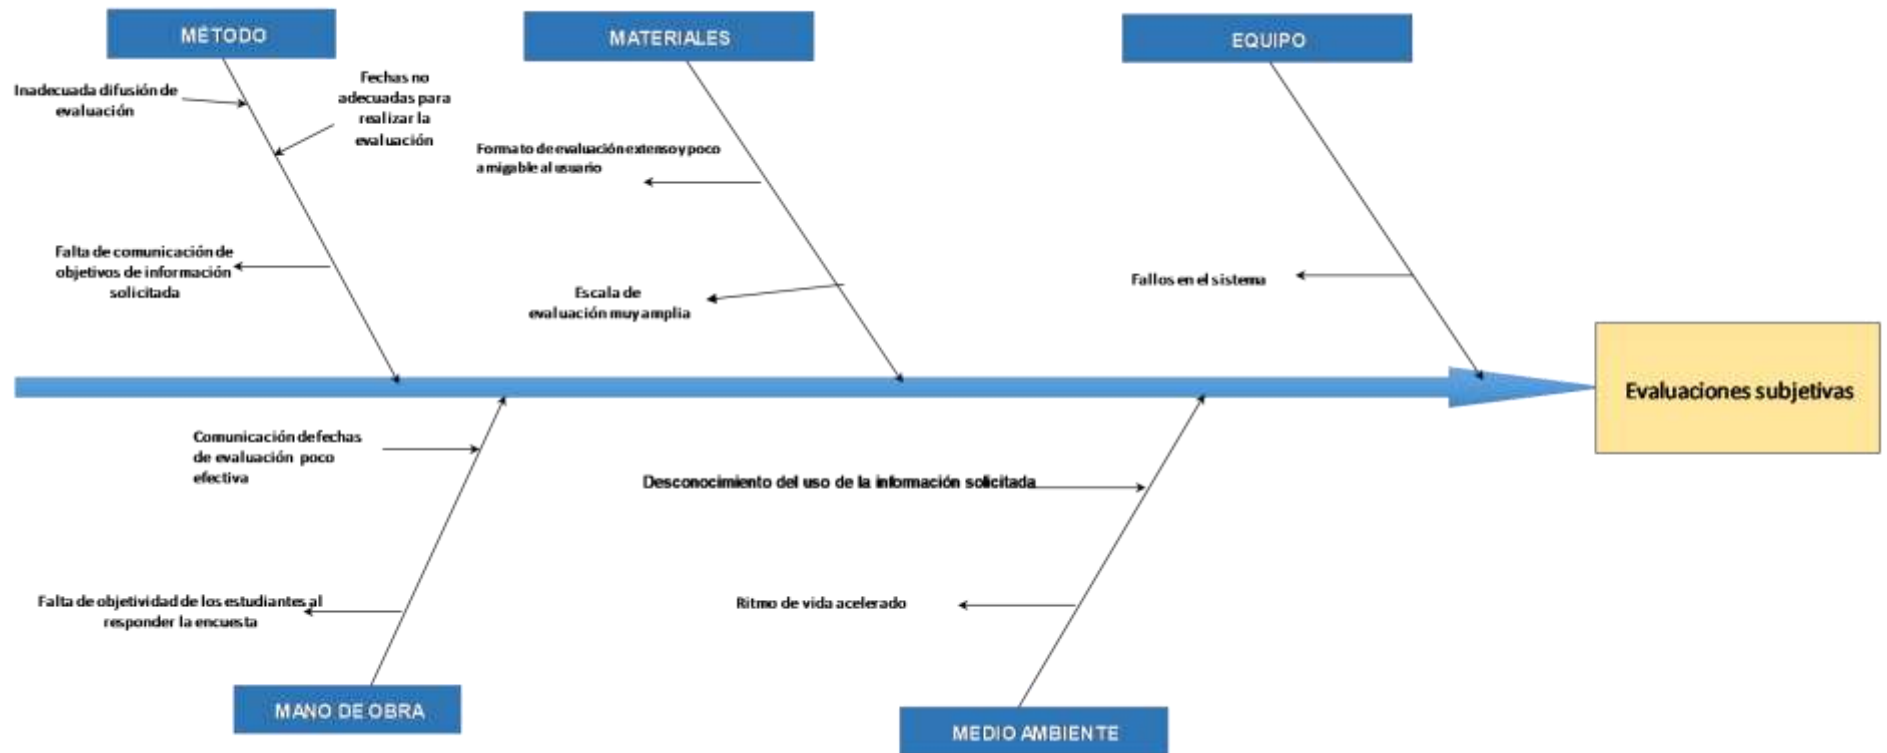 MÉTODO
MATERIALES
EQUIPO
Inadecuada difusión de
evaluación
Fechas no
adecuadas para
realizar la
evaluación
Formato de evaluación extenso y poco
amigable al usuario
Falta de comunicación de
objetivos de información
solicitada
Escala de
evaluación muy amplia
Fallos en el sistema
Evaluaciones subjetivas
Comunicación de fechas
de evaluación poco
efectiva
Desconocimiento del uso de la información solicitada
Falta de objetividad de los estudiantes al
responder la encuesta
Ritmo de vida acelerado
MANO DE OBRA
MEDIO AMBIENTE